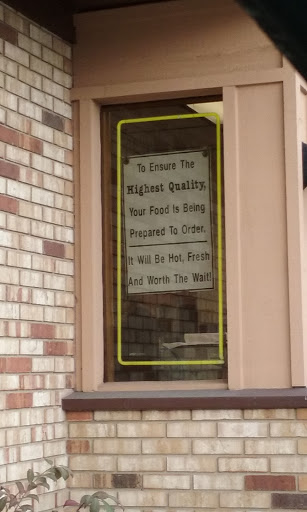 To Ensure The
Highest Quality,
Your Food Is Being
Prepared To Order.
It Will Be Hot, Fresh
And Worth The Wait!